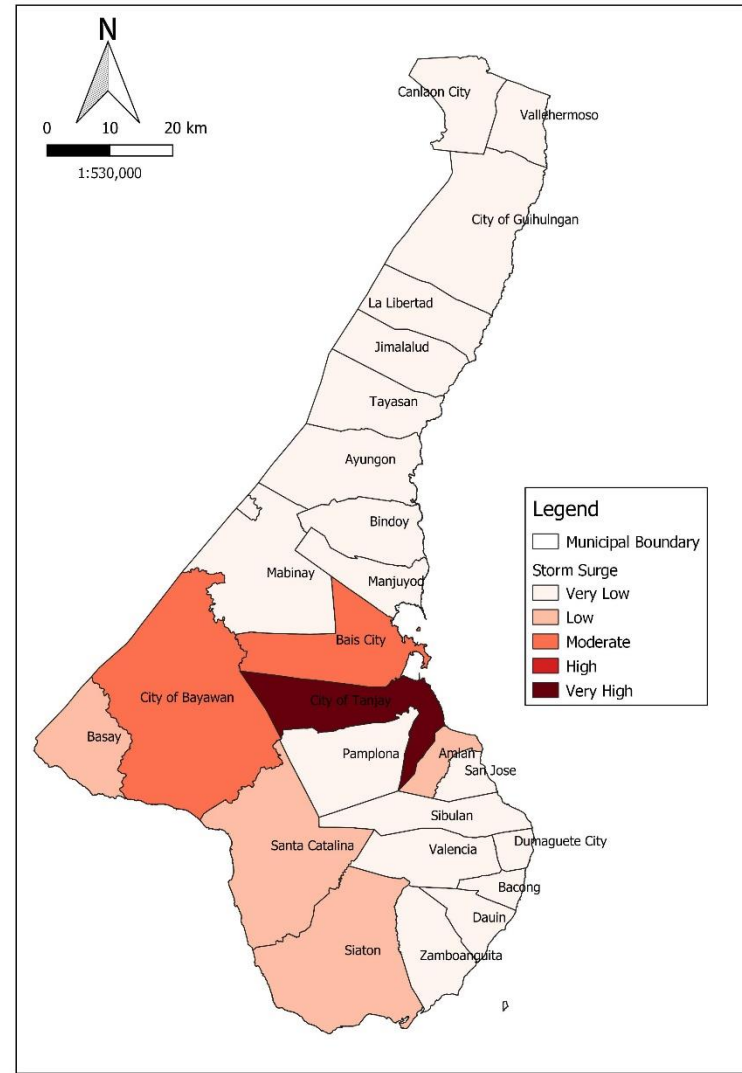 N
0 10 20 km
1:530,000
Canlaon City
Vallehermoso
City of Guihulngan
La Libertad
Jimalalud
Tayasan
Ayungon
Bindoy
Mabinay
Manjuyod
Bais City
City of Bayawan
City of Tanjay
Basay
Pamplona
Amlan
San Jose
Sibulan
Santa Catalina
Valencia
Dumaguete City
Bacong
Dauin
Siaton
Zamboanguita
Legend
Municipal Boundary
Storm Surge
Very Low
Low
Moderate
High
Very High